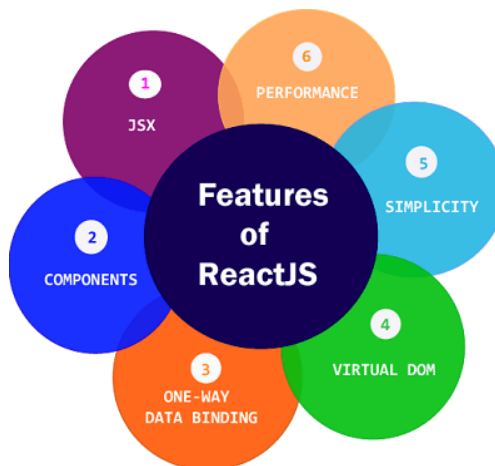 Features
of
ReactJS
1
JSX
2
COMPONENTS
3
ONE-WAY
DATA BINDING
4
VIRTUAL DOM
5
SIMPLICITY
6
PERFORMANCE